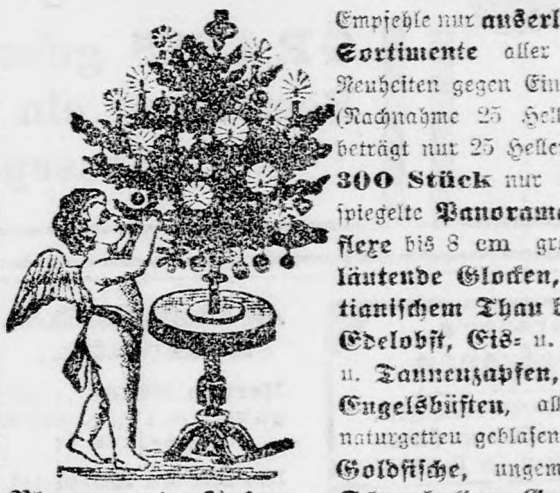 Empfehle nur außerl
Sortimente aller
Neuheiten gegen Ein
(Nachnahme 25 Hell
beträgt nur 25 Heller
300 Stück nur
spiegelte Panorama
flexe bis 8 cm gr
läutende Glocken,
tianischem Thau
Edelobst, Eis= u.
u. Tannenzapfen,
Engelsbüsten, all
naturgetreu geblasen
Goldfische, ungem